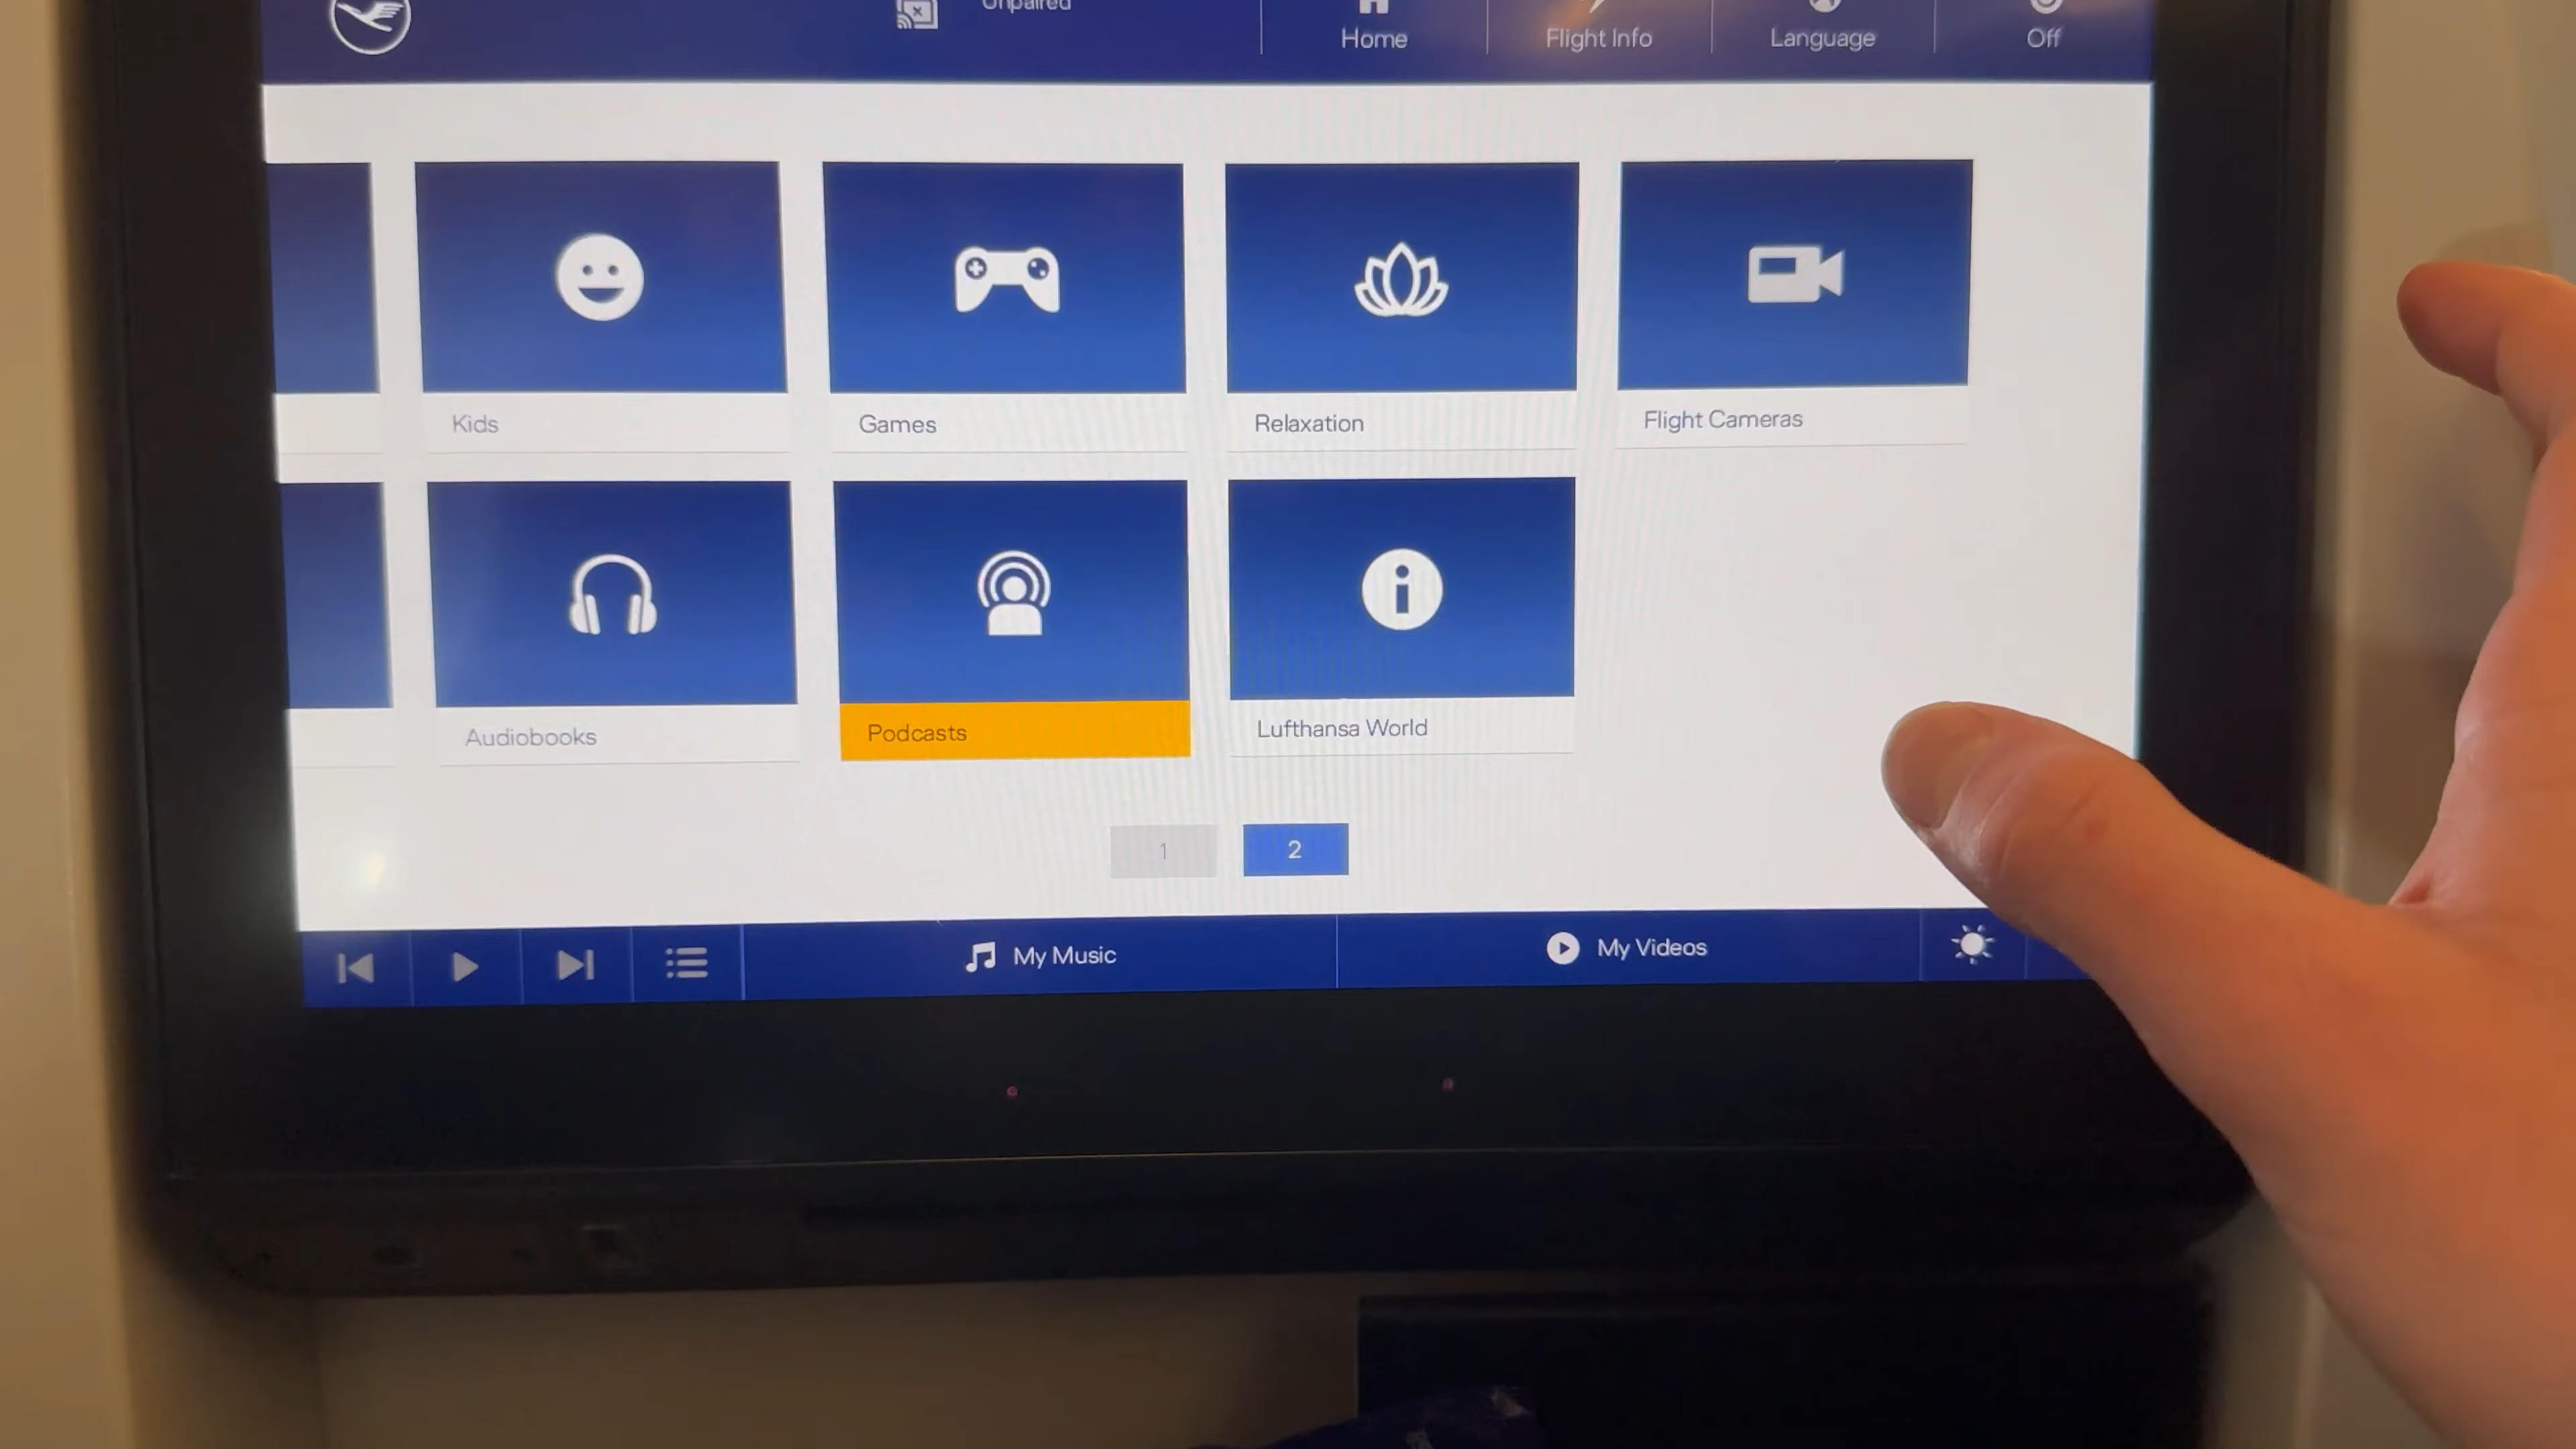 Unpaired
Home
Flight Info
Language
Off
Kids
Games
Relaxation
Flight Cameras
Audiobooks
Podcasts
Lufthansa World
1
2
My Music
My Videos